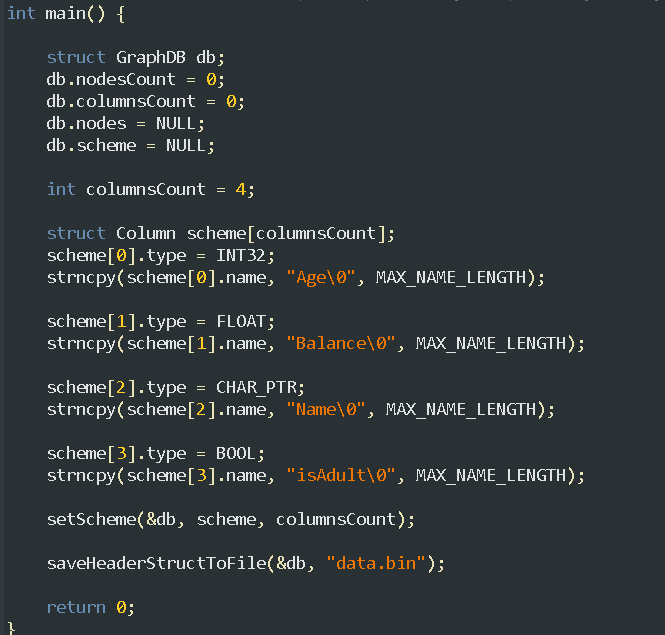 int main() {
struct GraphDB db;
db.nodesCount = 0;
db.columnsCount = 0;
db.nodes = NULL;
db.scheme = NULL;
int columnsCount = 4;
struct Column scheme[columnsCount];
scheme[0].type = INT32;
strncpy(scheme[0].name, "Age\0", MAX_NAME_LENGTH);
scheme[1].type = FLOAT;
strncpy(scheme[1].name, "Balance\0", MAX_NAME_LENGTH);
scheme[2].type = CHAR_PTR;
strncpy(scheme[2].name, "Name\0", MAX_NAME_LENGTH);
scheme[3].type = BOOL;
strncpy(scheme[3].name, "isAdult\0", MAX_NAME_LENGTH);
setScheme(&db, scheme, columnsCount);
saveHeaderStructToFile(&db, "data.bin");
return 0;
}